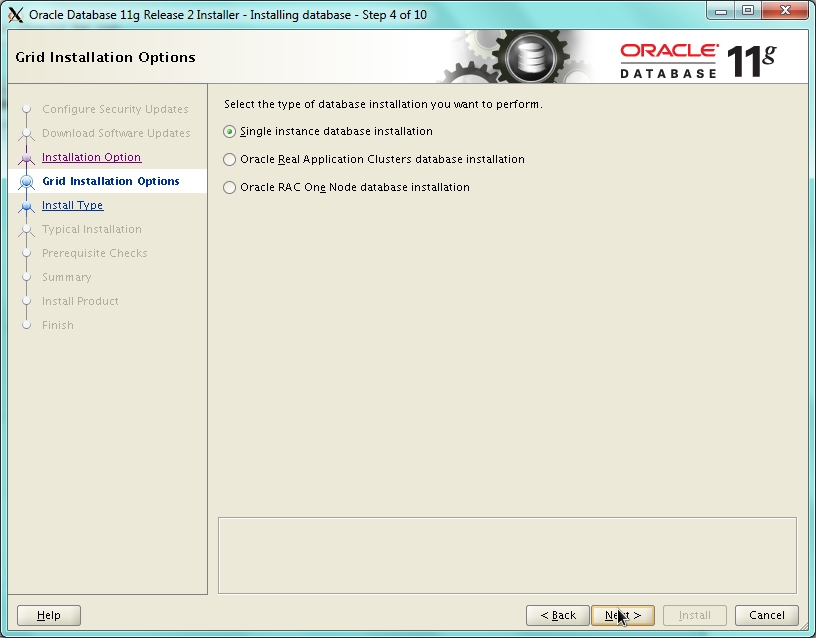 Oracle Database 11g Release 2 Installer - Installing database - Step 4 of 10
Grid Installation Options
ORACLE
DATABASE 11g
Configure Security Updates
Download Software Updates
Installation Option
Grid Installation Options
Install Type
Typical Installation
Prerequisite Checks
Summary
Install Product
Finish
Select the type of database installation you want to perform.
Single instance database installation
Oracle Real Application Clusters database installation
Oracle RAC One Node database installation
Help
< Back
Next >
Install
Cancel